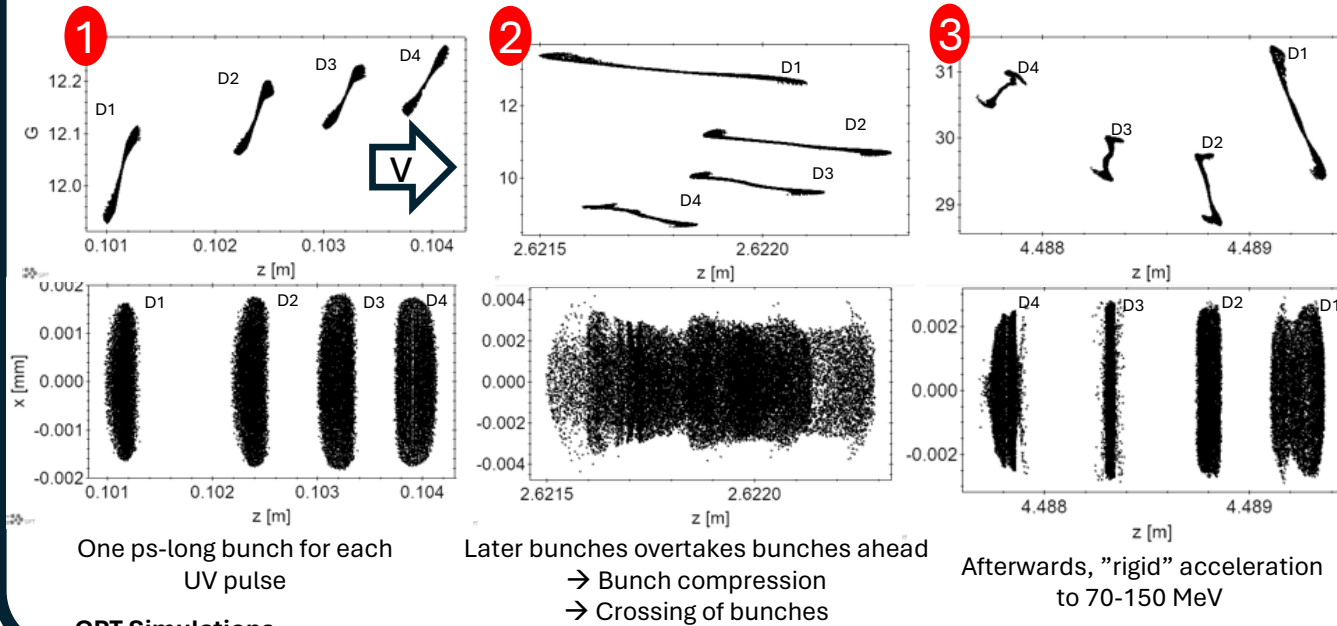 1
2
3
D1
D2
D3
D4
V
G
12.2
12.1
12.0
0.101
0.102
0.103
0.104
z [m]
D1
D2
D3
D4
12
10
2.6215
2.6220
z [m]
D4
D3
D2
D1
31
30
29
4.488
4.489
z [m]
D1
D2
D3
D4
x [mm]
0.002
0.001
0.000
-0.001
-0.002
0.101
0.102
0.103
0.104
z [m]
0.004
0.002
0.000
-0.002
-0.004
2.6215
2.6220
z [m]
D4
D3
D2
D1
0.002
0.000
-0.002
4.488
4.489
z [m]
One ps-long bunch for each
UV pulse
Later bunches overtakes bunches ahead
→ Bunch compression
→ Crossing of bunches
Afterwards, ”rigid” acceleration
to 70-150 MeV
GPT Simulations